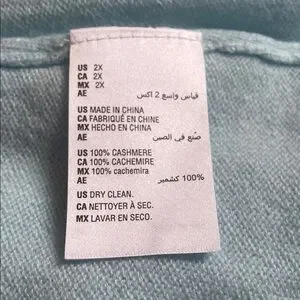 US 2X
CA 2X
MX 2X
AE قياس واسع 2 اكس
US MADE IN CHINA
CA FABRIQUÉ EN CHINE
MX HECHO EN CHINA
AE صُنع في الصين
US 100% CASHMERE
CA 100% CACHEMIRE
MX 100% cachemira
AE 100% كشمير
US DRY CLEAN.
CA NETTOYER À SEC.
MX LAVAR EN SECO.